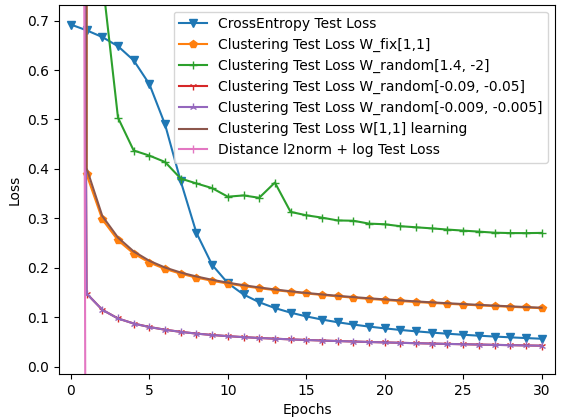 CrossEntropy Test Loss
Clustering Test Loss W_fix[1,1]
Clustering Test Loss W_random[1.4, -2]
Clustering Test Loss W_random[-0.09, -0.05]
Clustering Test Loss W_random[-0.009, -0.005]
Clustering Test Loss W[1,1] learning
Distance l2norm + log Test Loss
Loss
0.7
0.6
0.5
0.4
0.3
0.2
0.1
0.0
0 5 10 15 20 25 30
Epochs